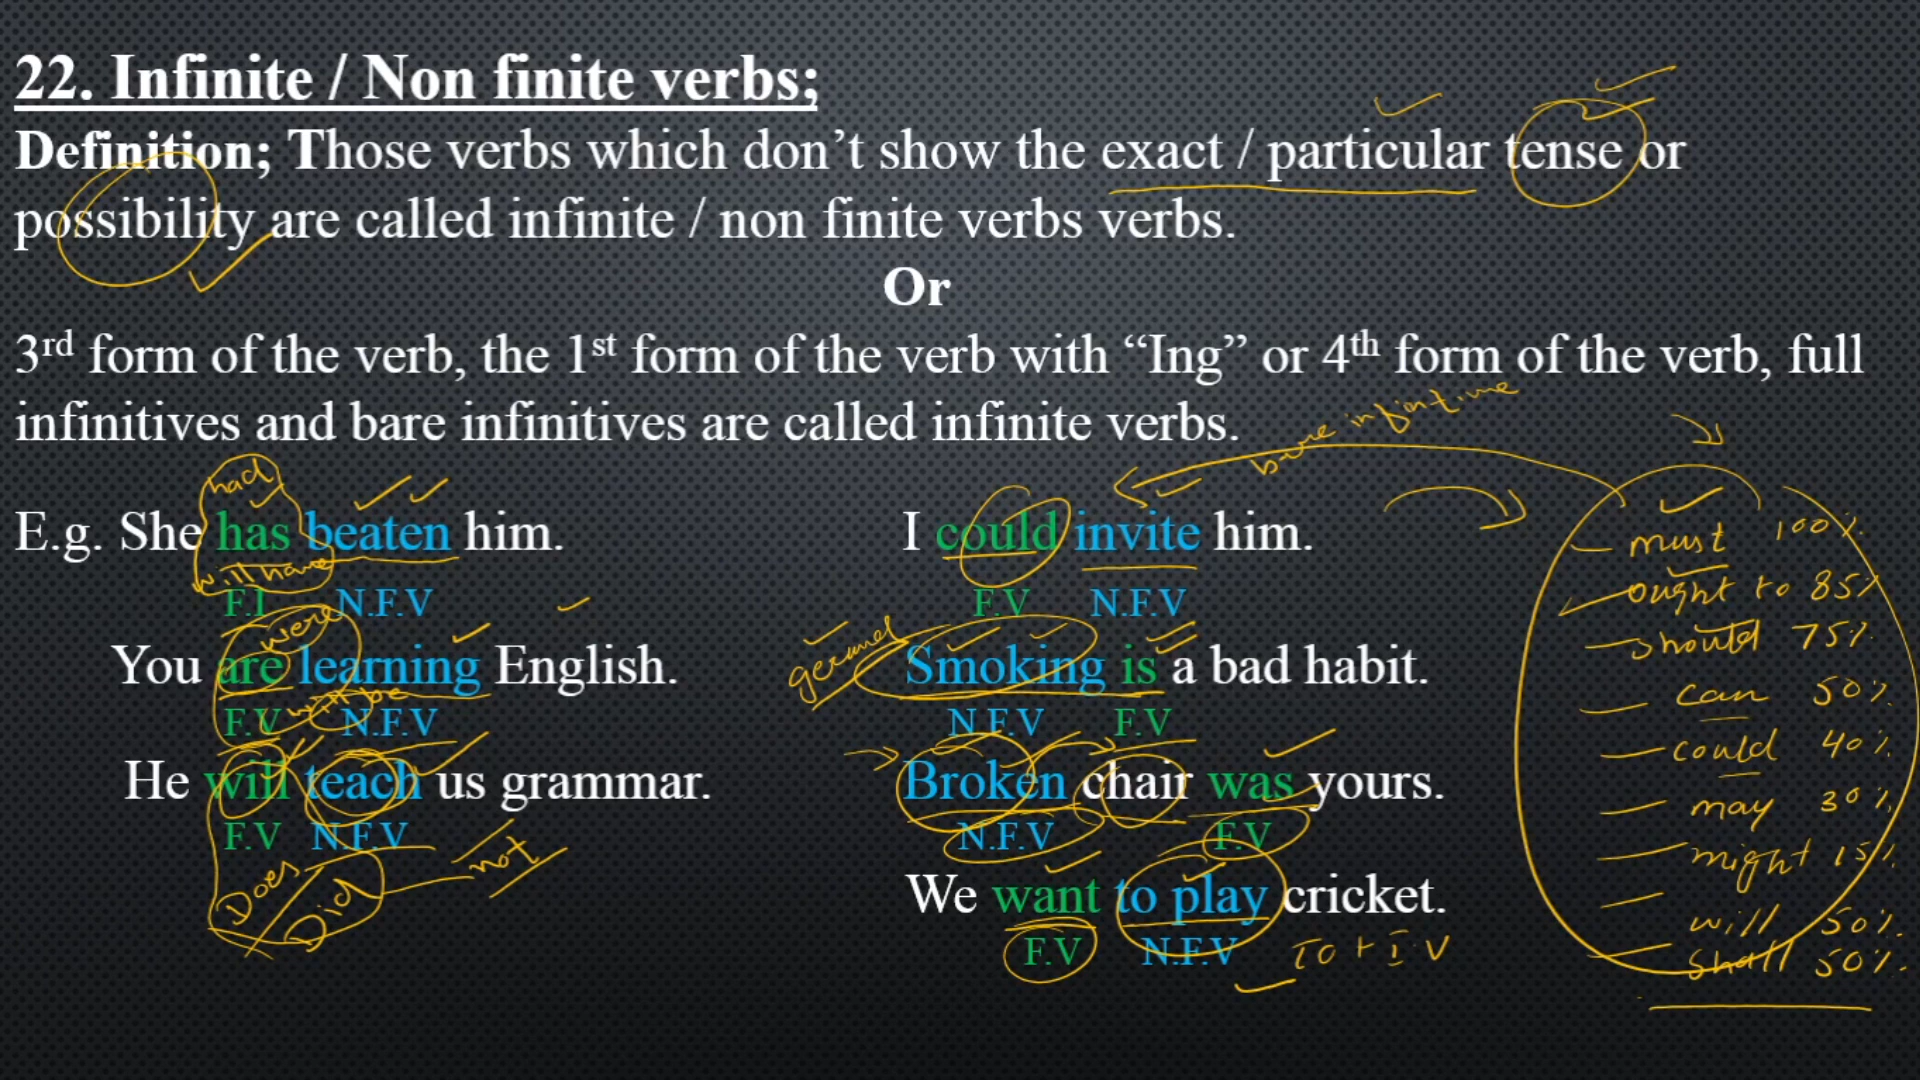 22. Infinite / Non finite verbs;
Definition; Those verbs which don’t show the exact / particular tense or
possibility are called infinite / non finite verbs verbs.
Or
3rd form of the verb, the 1st form of the verb with “Ing” or 4th form of the verb, full
infinitives and bare infinitives are called infinite verbs.
bare infinitive
had
E.g. She has beaten him.
will have
F.I N.F.V
were
You are learning English.
will be
F.V N.F.V
He will teach us grammar.
F.V N.F.V
Does
Did
not
I could invite him.
F.V N.F.V
gerund
Smoking is a bad habit.
N.F.V F.V
Broken chair was yours.
N.F.V F.V
We want to play cricket.
F.V N.F.V To + I V
must 100%
ought to 85%
should 75%
can 50%
could 40%
may 30%
might 15%
will 50%
shall 50%